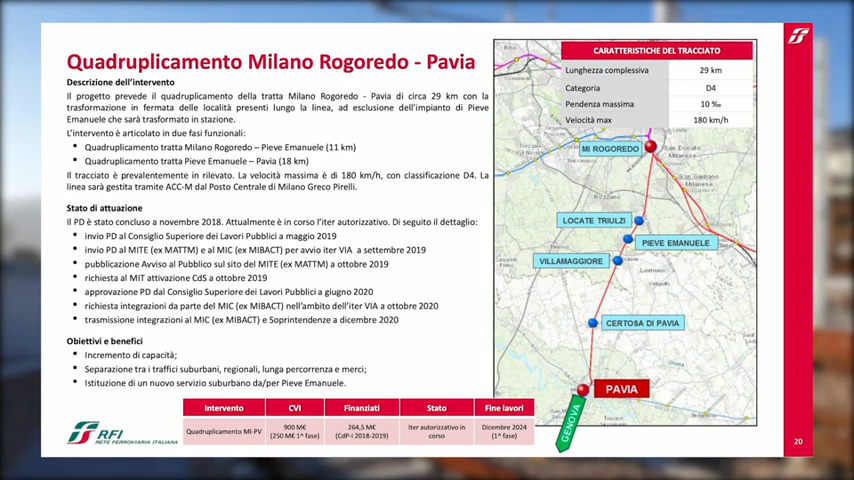 Quadruplicamento Milano Rogoredo - Pavia
Descrizione dell'intervento
Il progetto prevede il quadruplicamento della tratta Milano Rogoredo - Pavia di circa 29 km con la
trasformazione in fermata delle località presenti lungo la linea, ad esclusione dell'impianto di Pieve
Emanuele che sarà trasformato in stazione.
L'intervento è articolato in due fasi funzionali:
• Quadruplicamento tratta Milano Rogoredo – Pieve Emanuele (11 km)
• Quadruplicamento tratta Pieve Emanuele – Pavia (18 km)
Il tracciato è prevalentemente in rilevato. La velocità massima è di 180 km/h, con classificazione D4. La
linea sarà gestita tramite ACC-M dal Posto Centrale di Milano Greco Pirelli.
Stato di attuazione
Il PD è stato concluso a novembre 2018. Attualmente è in corso l'iter autorizzativo. Di seguito il dettaglio:
• invio PD al Consiglio Superiore dei Lavori Pubblici a maggio 2019
• invio PD al MITE (ex MATTM) e al MIC (ex MIBACT) per avvio iter VIA a settembre 2019
• pubblicazione Avviso al Pubblico sul sito del MITE (ex MATTM) a ottobre 2019
• richiesta al MIT attivazione CdS a ottobre 2019
• approvazione PD dal Consiglio Superiore dei Lavori Pubblici a giugno 2020
• richiesta integrazioni da parte del MIC (ex MIBACT) nell'ambito dell'iter VIA a ottobre 2020
• trasmissione integrazioni al MIC (ex MIBACT) e Soprintendenze a dicembre 2020
Obiettivi e benefici
• Incremento di capacità;
• Separazione tra i traffici suburbani, regionali, lunga percorrenza e merci;
• Istituzione di un nuovo servizio suburbano da/per Pieve Emanuele.
Intervento CVI Finanziati Stato Fine lavori
Quadruplicamento MI-PV 900 M€ (250 M€ 1^ fase) 264,5 M€ (CdP-I 2018-2019) Iter autorizzativo in corso Dicembre 2024 (1^ fase)
RFI
RETE FERROVIARIA ITALIANA
CARATTERISTICHE DEL TRACCIATO
Lunghezza complessiva 29 km
Categoria D4
Pendenza massima 10 ‰
Velocità max 180 km/h
Rho
MI ROGOREDO
San Donato
Milanese
San Giuliano
Milanese
Rozzano
LOCATE TRIULZI
PIEVE EMANUELE
VILLAMAGGIORE
Landriano
CERTOSA DI PAVIA
PAVIA
GENOVA
20